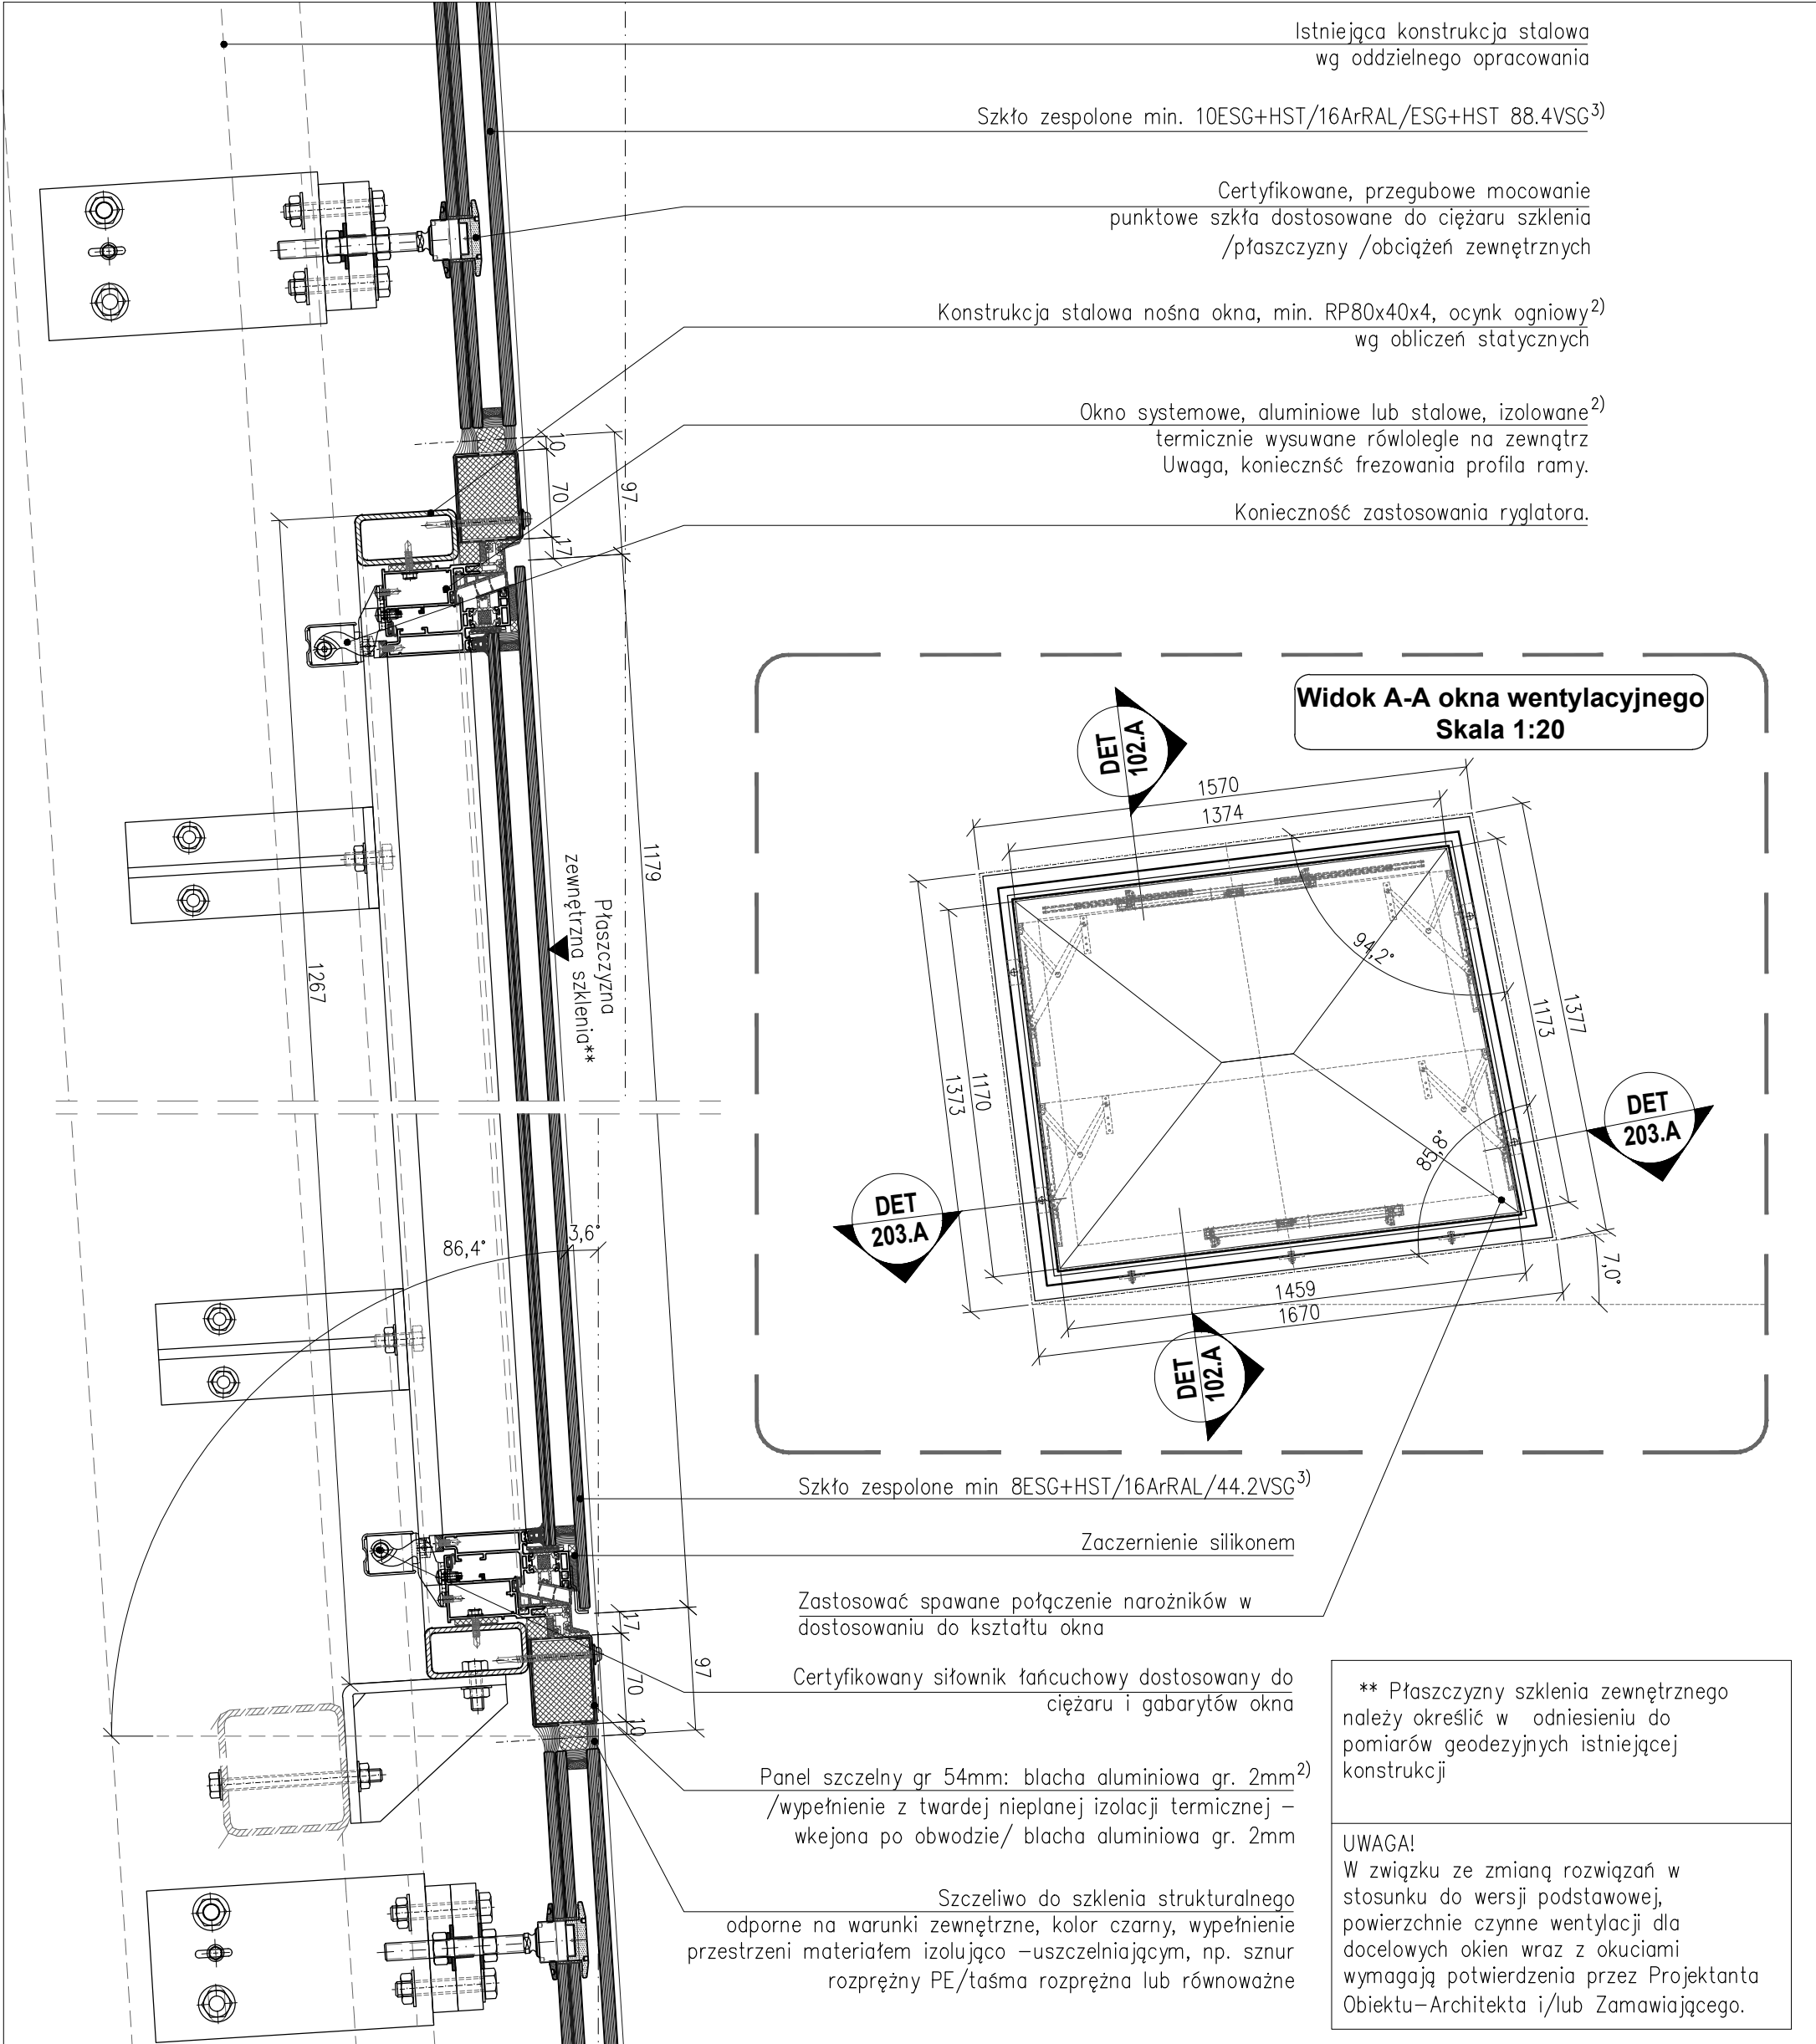 Istniejąca konstrukcja stalowa
wg oddzielnego opracowania
Szkło zespolone min. 10ESG+HST/16ArRAL/ESG+HST 88.4VSG3)
Certyfikowane, przegubowe mocowanie
punktowe szkła dostosowane do ciężaru szklenia
/płaszczyzny /obciążeń zewnętrznych
Konstrukcja stalowa nośna okna, min. RP80x40x4, ocynk ogniowy2)
wg obliczeń statycznych
Okno systemowe, aluminiowe lub stalowe, izolowane2)
termicznie wysuwane rówlolegle na zewnątrz
Uwaga, koniecznść frezowania profila ramy.
Konieczność zastosowania ryglatora.
10
70
97
17
1179
1267
Płaszczyzna
zewnętrzna szklenia**
86,4°
3,6°
17
70
97
10
Widok A-A okna wentylacyjnego
Skala 1:20
DET
102.A
1570
1374
94,2°
1377
1173
1170
1373
DET
203.A
85,8°
DET
203.A
7,0°
1459
1670
DET
102.A
Szkło zespolone min 8ESG+HST/16ArRAL/44.2VSG3)
Zaczernienie silikonem
Zastosować spawane połączenie narożników w
dostosowaniu do kształtu okna
Certyfikowany siłownik łańcuchowy dostosowany do
ciężaru i gabarytów okna
Panel szczelny gr 54mm: blacha aluminiowa gr. 2mm2)
/wypełnienie z twardej nieplanej izolacji termicznej –
wkejona po obwodzie/ blacha aluminiowa gr. 2mm
Szczeliwo do szklenia strukturalnego
odporne na warunki zewnętrzne, kolor czarny, wypełnienie
przestrzeni materiałem izolująco –uszczelniającym, np. sznur
rozprężny PE/taśma rozprężna lub równoważne
** Płaszczyzny szklenia zewnętrznego
należy określić w odniesieniu do
pomiarów geodezyjnych istniejącej
konstrukcji
UWAGA!
W związku ze zmianą rozwiązań w
stosunku do wersji podstawowej,
powierzchnie czynne wentylacji dla
docelowych okien wraz z okuciami
wymagają potwierdzenia przez Projektanta
Obiektu–Architekta i/lub Zamawiającego.